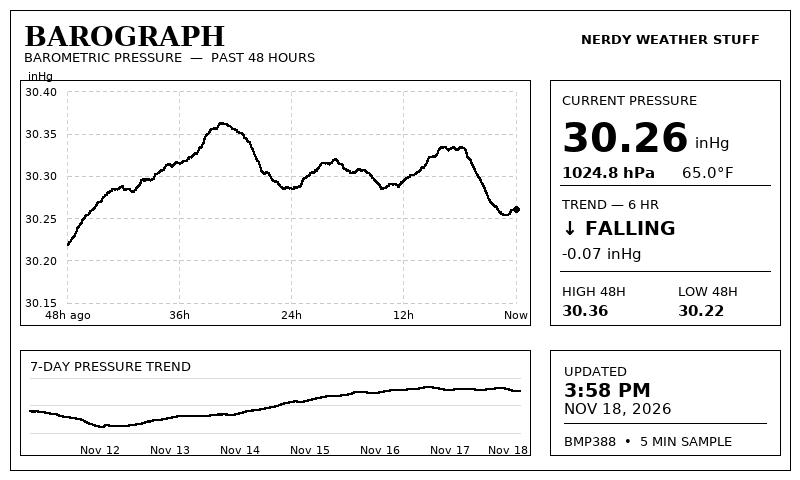 BAROGRAPH
BAROMETRIC PRESSURE — PAST 48 HOURS
NERDY WEATHER STUFF
inHg
30.40
30.35
30.30
30.25
30.20
30.15
48h ago 36h 24h 12h Now
CURRENT PRESSURE
30.26 inHg
1024.8 hPa 65.0°F
TREND — 6 HR
↓ FALLING
-0.07 inHg
HIGH 48H LOW 48H
30.36 30.22
7-DAY PRESSURE TREND
Nov 12 Nov 13 Nov 14 Nov 15 Nov 16 Nov 17 Nov 18
UPDATED
3:58 PM
NOV 18, 2026
BMP388 • 5 MIN SAMPLE